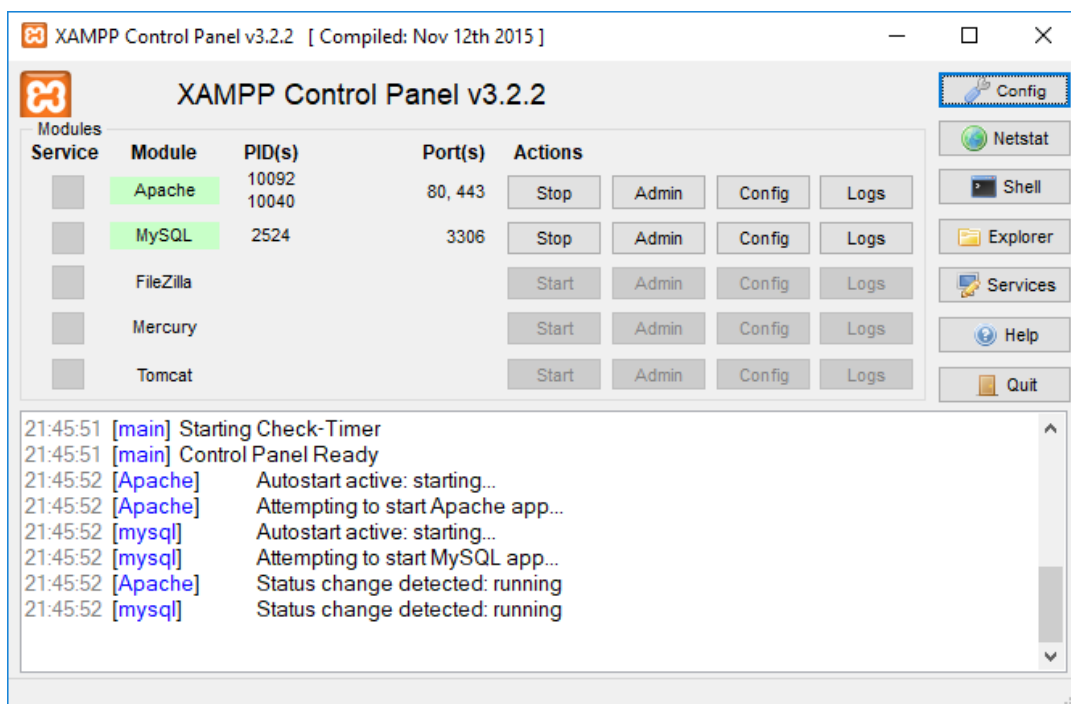 XAMPP Control Panel v3.2.2 [ Compiled: Nov 12th 2015 ]
XAMPP Control Panel v3.2.2
Config
Modules
Netstat
Service Module PID(s) Port(s) Actions
Apache 10092 10040 80, 443 Stop Admin Config Logs
Shell
MySQL 2524 3306 Stop Admin Config Logs
Explorer
FileZilla Start Admin Config Logs
Services
Mercury Start Admin Config Logs
Help
Tomcat Start Admin Config Logs
Quit
21:45:51 [main] Starting Check-Timer
21:45:51 [main] Control Panel Ready
21:45:52 [Apache] Autostart active: starting...
21:45:52 [Apache] Attempting to start Apache app...
21:45:52 [mysql] Autostart active: starting...
21:45:52 [mysql] Attempting to start MySQL app...
21:45:52 [Apache] Status change detected: running
21:45:52 [mysql] Status change detected: running